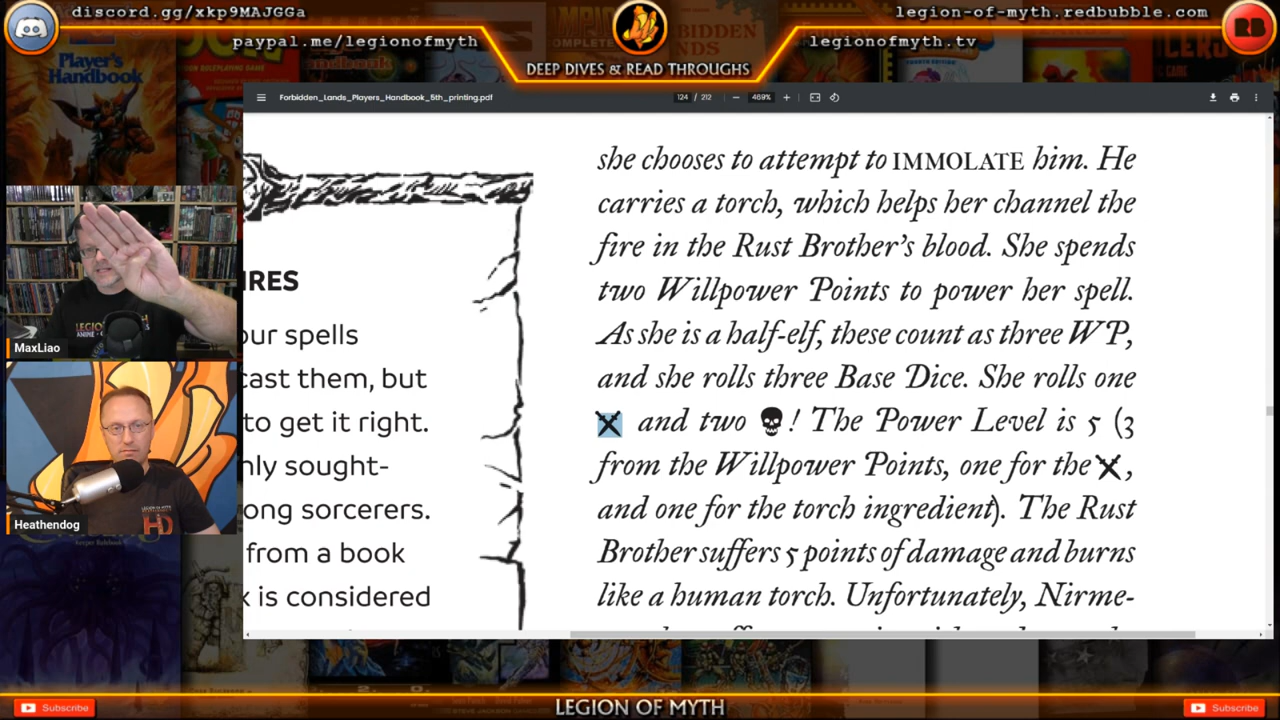 discord.gg/xkp9MAJGGa
legion-of-myth.redbubble.com
paypal.me/legionofmyth
legionofmyth.tv
DEEP DIVES & READ THROUGHS
Player's
Handbook
Forbidden_Lands_Players_Handbook_5th_printing.pdf
124 / 212
469%
IRES
our spells
cast them, but
to get it right.
nly sought-
ong sorcerers.
from a book
k is considered
she chooses to attempt to IMMOLATE him. He
carries a torch, which helps her channel the
fire in the Rust Brother's blood. She spends
two Willpower Points to power her spell.
As she is a half-elf, these count as three WP,
and she rolls three Base Dice. She rolls one
and two ! The Power Level is 5 (3
from the Willpower Points, one for the ,
and one for the torch ingredient). The Rust
Brother suffers 5 points of damage and burns
like a human torch. Unfortunately, Nirme-
MaxLiao
Heathendog
HD
Subscribe
LEGION OF MYTH
Subscribe